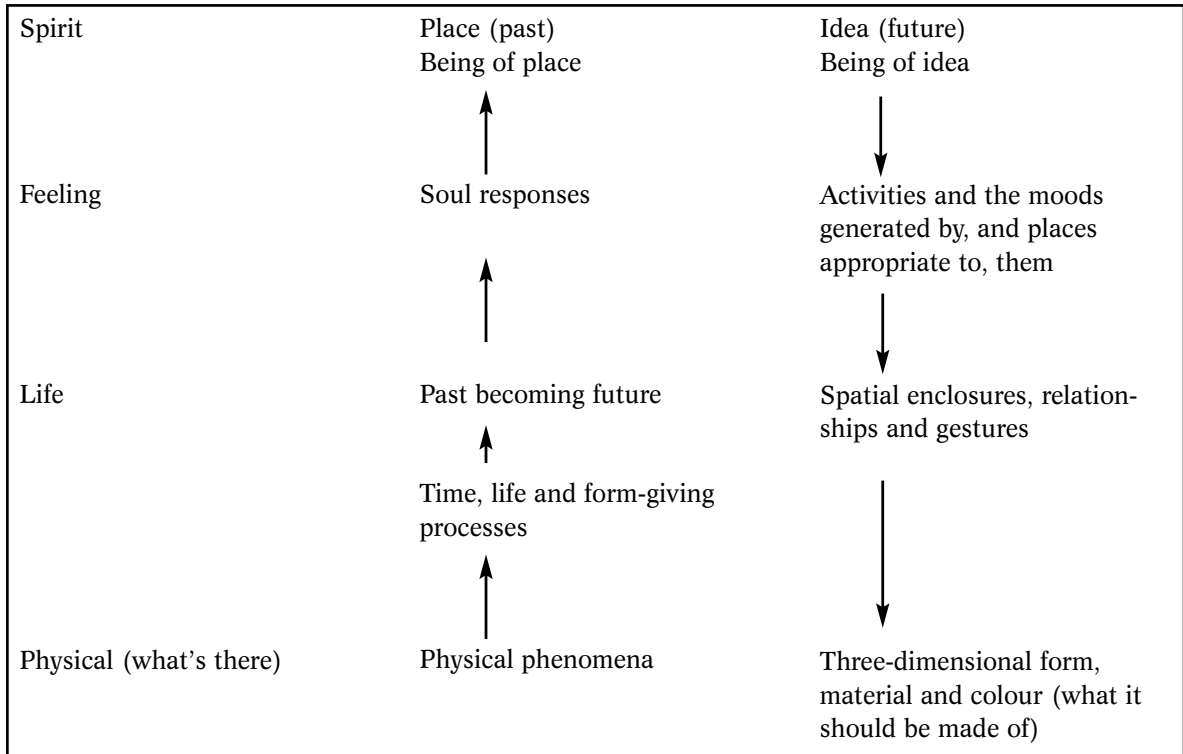 Spirit
Place (past)
Being of place
Idea (future)
Being of idea
Feeling
Soul responses
Activities and the moods
generated by, and places
appropriate to, them
Life
Past becoming future
Spatial enclosures, relation-
ships and gestures
Time, life and form-giving
processes
Physical (what's there)
Physical phenomena
Three-dimensional form,
material and colour (what it
should be made of)